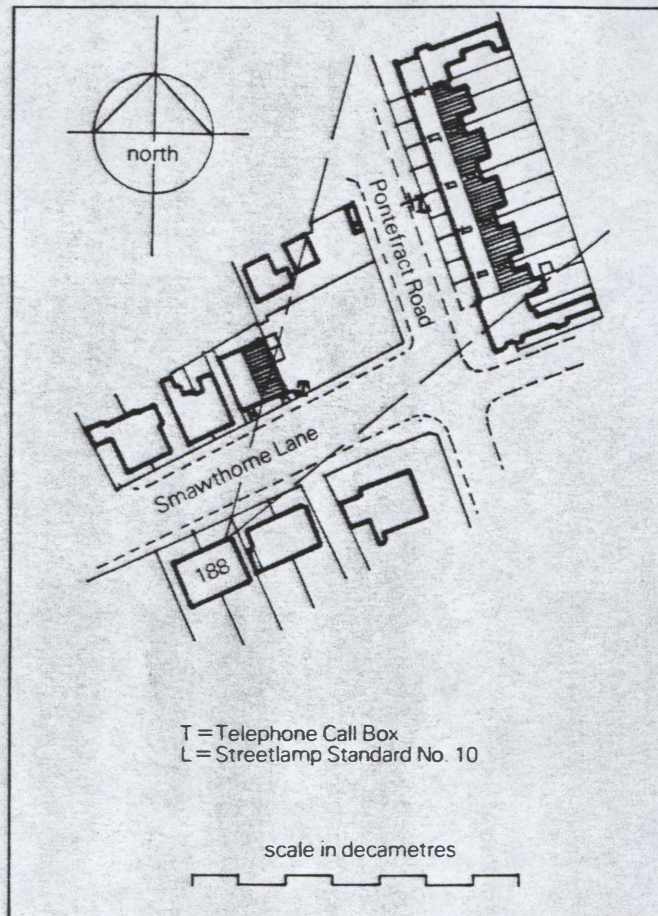 north
Pontefract Road
Smawthorne Lane
188
T = Telephone Call Box
L = Streetlamp Standard No. 10
scale in decametres